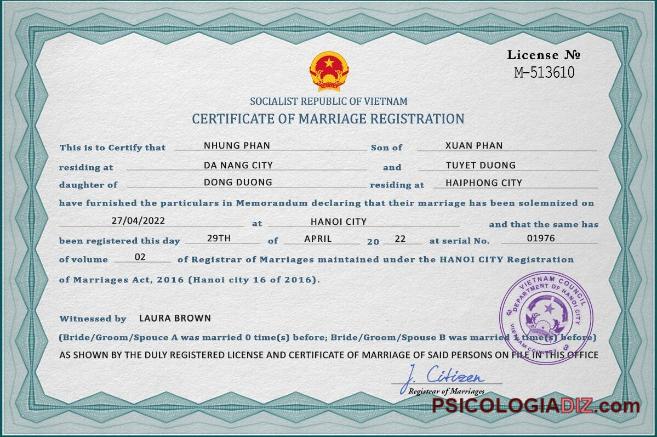 License №
M-513610
SOCIALIST REPUBLIC OF VIETNAM
CERTIFICATE OF MARRIAGE REGISTRATION
This is to Certify that NHUNG PHAN Son of XUAN PHAN
residing at DA NANG CITY and TUYET DUONG
daughter of DONG DUONG residing at HAIPHONG CITY
have furnished the particulars in Memorandum declaring that their marriage has been solemnized on
27/04/2022 at HANOI CITY and that the same has
been registered this day 29TH of APRIL 20 22 at serial No. 01976
of volume 02 of Registrar of Marriages maintained under the HANOI CITY Registration
of Marriages Act, 2016 (Hanoi city 16 of 2016).
VIETNAM COUNCIL
DEPARTMENT OF HANOI CITY
Witnessed by LAURA BROWN
(Bride/Groom/Spouce A was married 0 time(s) before; Bride/Groom/Spouse B was married 1 time(s) before)
AS SHOWN BY THE DULY REGISTERED LICENSE AND CERTIFICATE OF MARRIAGE OF SAID PERSONS ON FILE IN THIS OFFICE
J. Citizen
Registrar of Marriages
PSICOLOGIADIZ.com